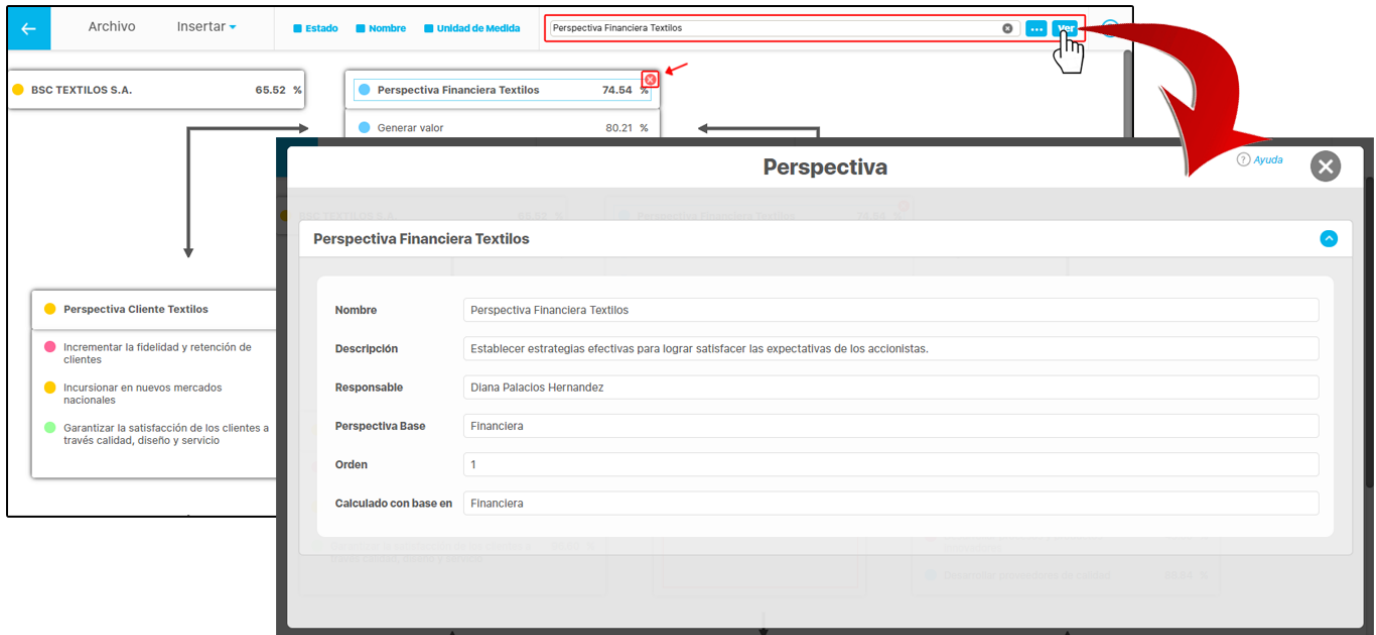 Archivo
Insertar
Estado
Nombre
Unidad de Medida
Perspectiva Financiera Textilos
...
Ver
BSC TEXTILOS S.A. 65.52 %
Perspectiva Financiera Textilos 74.54 %
Generar valor 80.21 %
Perspectiva Cliente Textilos
Incrementar la fidelidad y retención de
clientes
Incursionar en nuevos mercados
nacionales
Garantizar la satisfacción de los clientes a
través calidad, diseño y servicio
Perspectiva
? Ayuda
Perspectiva Financiera Textilos
Nombre Perspectiva Financiera Textilos
Descripción Establecer estrategias efectivas para lograr satisfacer las expectativas de los accionistas.
Responsable Diana Palacios Hernandez
Perspectiva Base Financiera
Orden 1
Calculado con base en Financiera